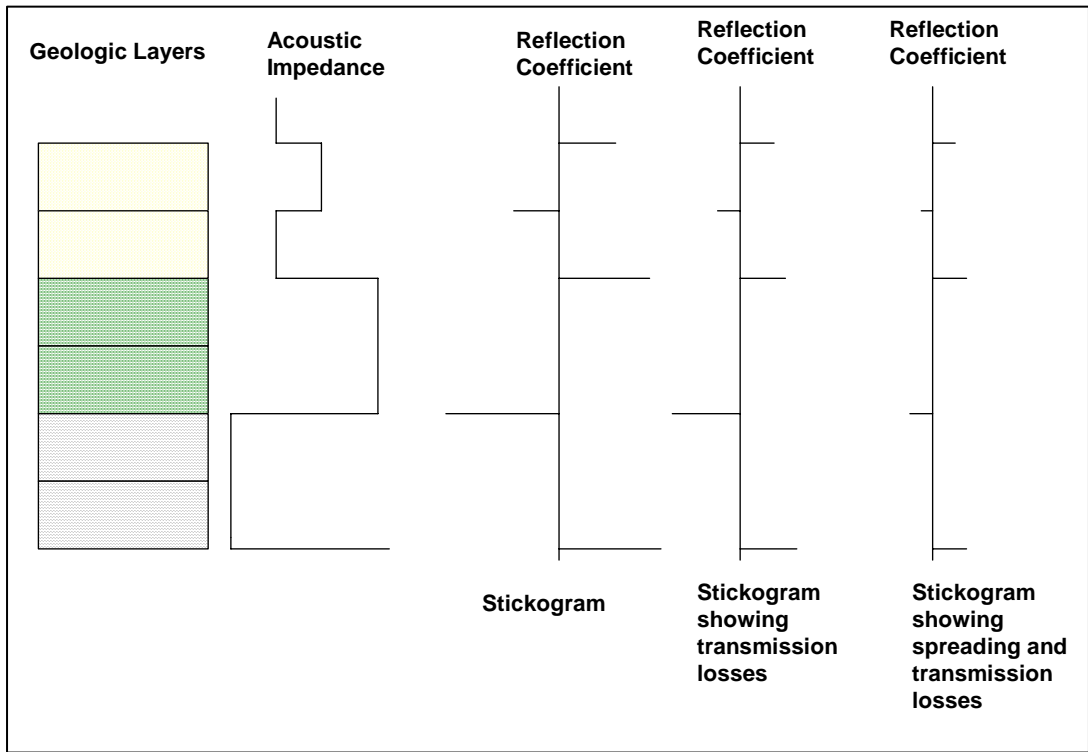 Geologic Layers
Acoustic
Impedance
Reflection
Coefficient
Reflection
Coefficient
Reflection
Coefficient
Stickogram
Stickogram
showing
transmission
losses
Stickogram
showing
spreading and
transmission
losses